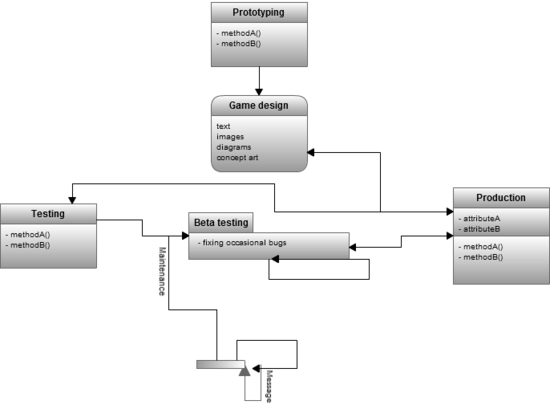 Prototyping
- methodA()
- methodB()
Game design
text
images
diagrams
concept art
Testing
- methodA()
- methodB()
Beta testing
- fixing occasional bugs
Production
- attributeA
- attributeB
- methodA()
- methodB()
Maintenance
Message